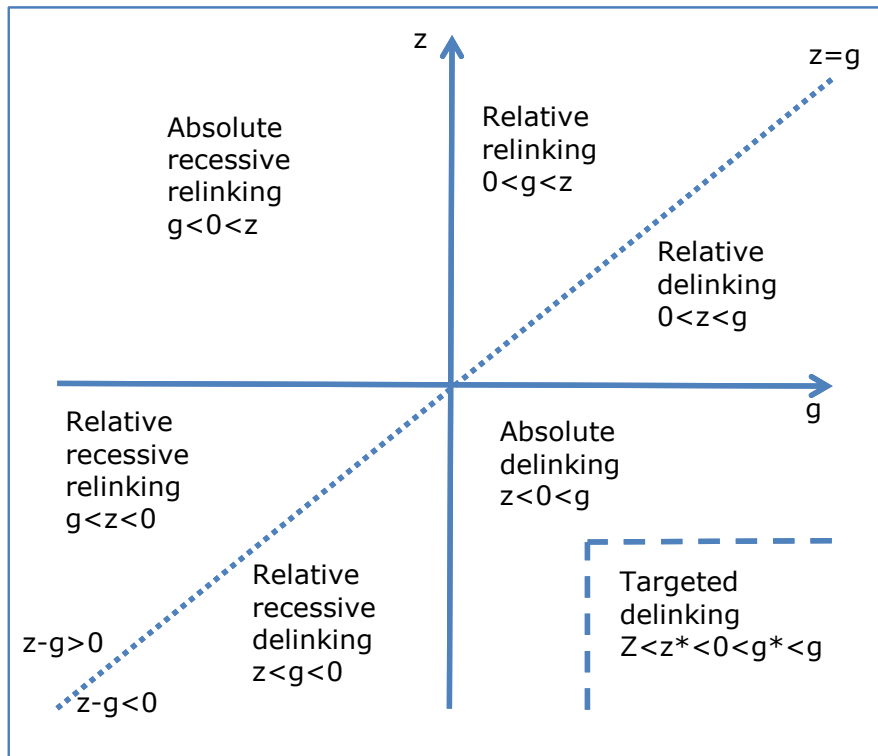 z
z=g
Absolute
recessive
relinking
g<0<z
Relative
relinking
0<g<z
Relative
delinking
0<z<g
g
Relative
recessive
relinking
g<z<0
Absolute
delinking
z<0<g
Relative
recessive
delinking
z<g<0
Targeted
delinking
Z<z*<0<g*<g
z-g>0
z-g<0